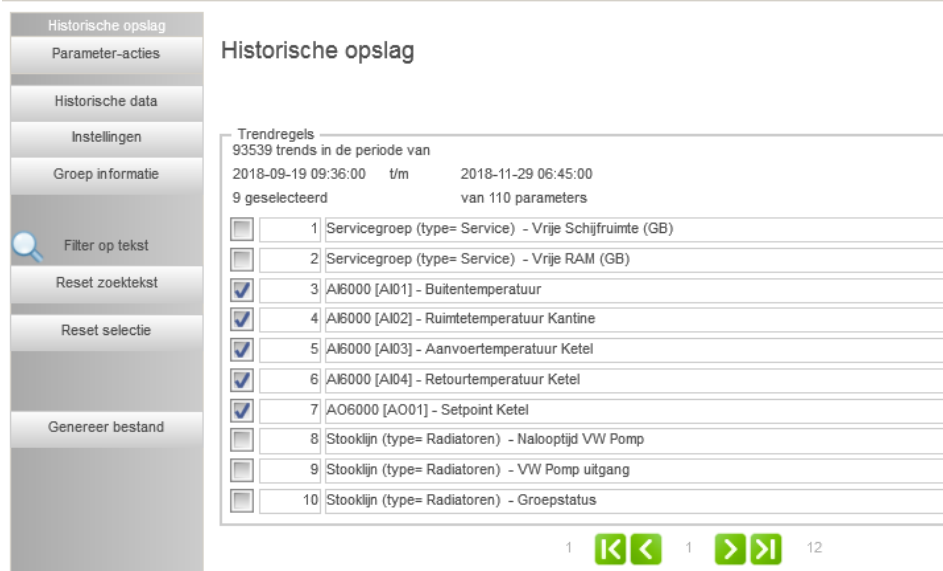 Historische opslag
Parameter-acties
Historische data
Instellingen
Groep informatie
Filter op tekst
Reset zoektekst
Reset selectie
Genereer bestand
Historische opslag
Trendregels
93539 trends in de periode van
2018-09-19 09:36:00 t/m 2018-11-29 06:45:00
9 geselecteerd van 110 parameters
1 Servicegroep (type= Service) - Vrije Schijfruimte (GB)
2 Servicegroep (type= Service) - Vrije RAM (GB)
3 AI6000 [AI01] - Buitentemperatuur
4 AI6000 [AI02] - Ruimtetemperatuur Kantine
5 AI6000 [AI03] - Aanvoertemperatuur Ketel
6 AI6000 [AI04] - Retourtemperatuur Ketel
7 AO6000 [AO01] - Setpoint Ketel
8 Stooklijn (type= Radiatoren) - Nalooptijd VW Pomp
9 Stooklijn (type= Radiatoren) - VW Pomp uitgang
10 Stooklijn (type= Radiatoren) - Groepstatus
1 1 12